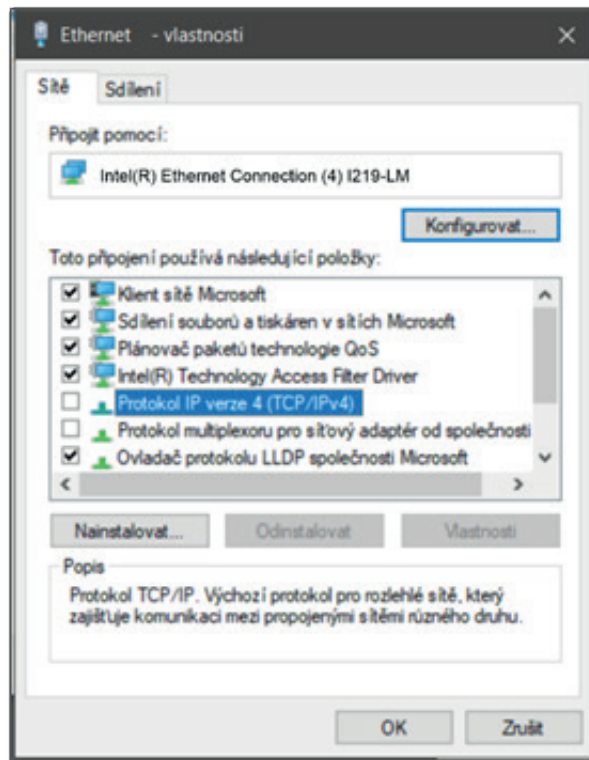 Ethernet - vlastnosti
Sítě Sdílení
Připojit pomocí:
Intel(R) Ethernet Connection (4) I219-LM
Konfigurovat...
Toto připojení používá následující položky:
Klient sítě Microsoft
Sdílení souborů a tiskáren v sítích Microsoft
Plánovač paketů technologie QoS
Intel(R) Technology Access Filter Driver
Protokol IP verze 4 (TCP/IPv4)
Protokol multiplexoru pro síťový adaptér od společnosti
Ovladač protokolu LLDP společnosti Microsoft
Nainstalovat... Odinstalovat Vlastnosti
Popis
Protokol TCP/IP. Výchozí protokol pro rozlehlé sítě, který
zajišťuje komunikaci mezi propojenými sítěmi různého druhu.
OK Zrušit